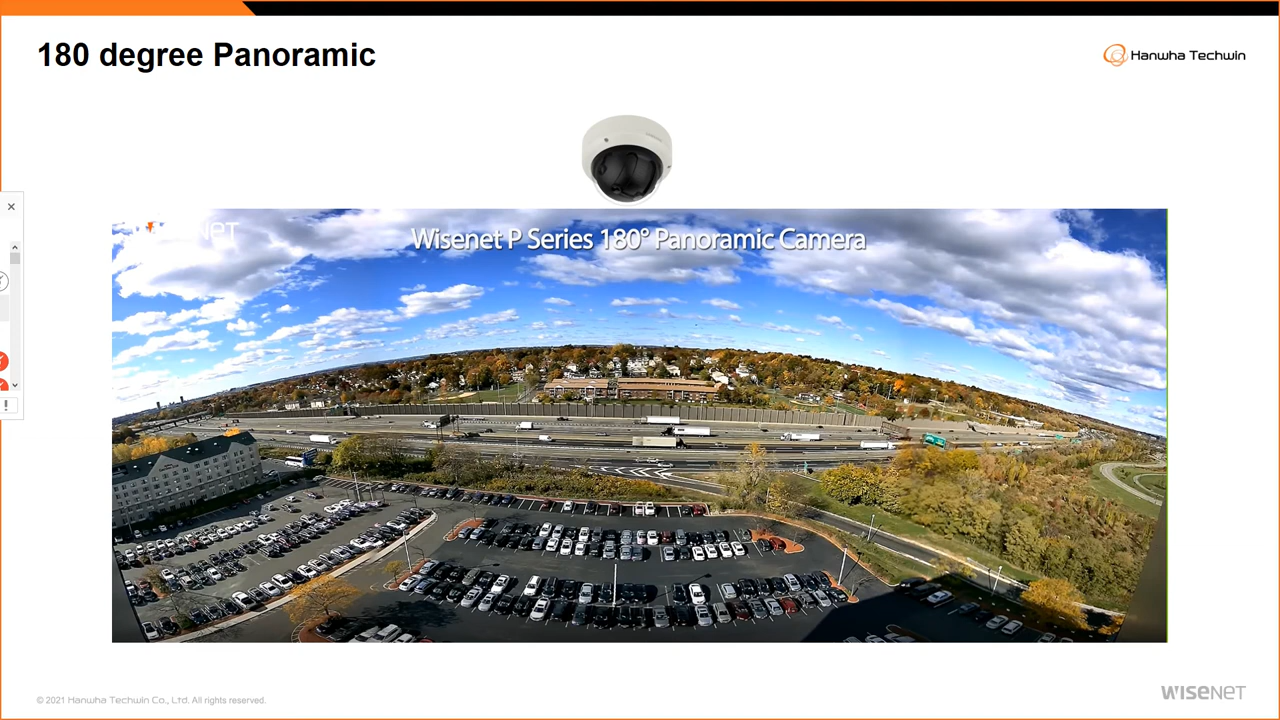 180 degree Panoramic
Hanwha Techwin
WISENET
Wisenet P Series 180° Panoramic Camera
© 2021 Hanwha Techwin Co., Ltd. All rights reserved.
WISENET